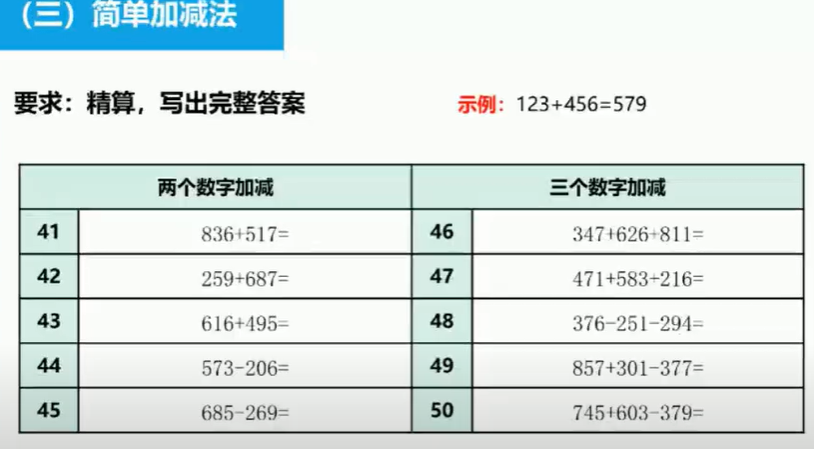 （三）简单加减法
要求：精算，写出完整答案 示例：123+456=579
两个数字加减 三个数字加减
41 836+517= 46 347+626+811=
42 259+687= 47 471+583+216=
43 616+495= 48 376-251-294=
44 573-206= 49 857+301-377=
45 685-269= 50 745+603-379=